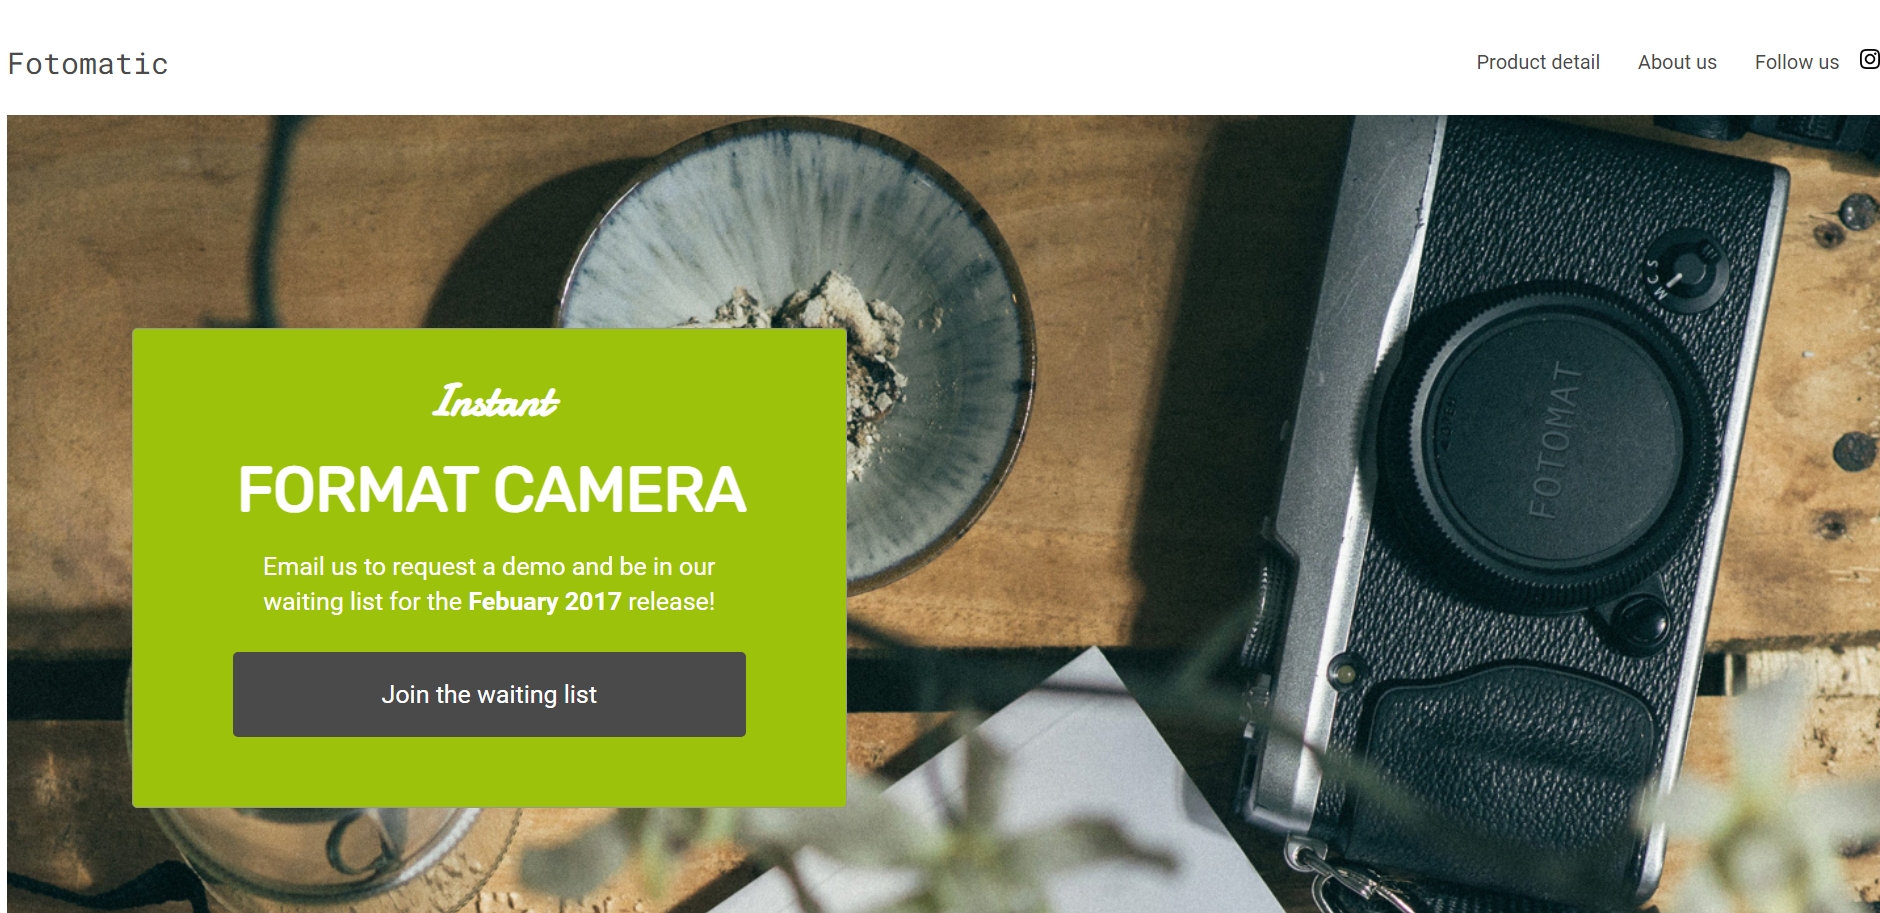 Fotomatic
Product detail About us Follow us
Instant
FORMAT CAMERA
Email us to request a demo and be in our
waiting list for the Febuary 2017 release!
Join the waiting list
MCS
FOTOMAT